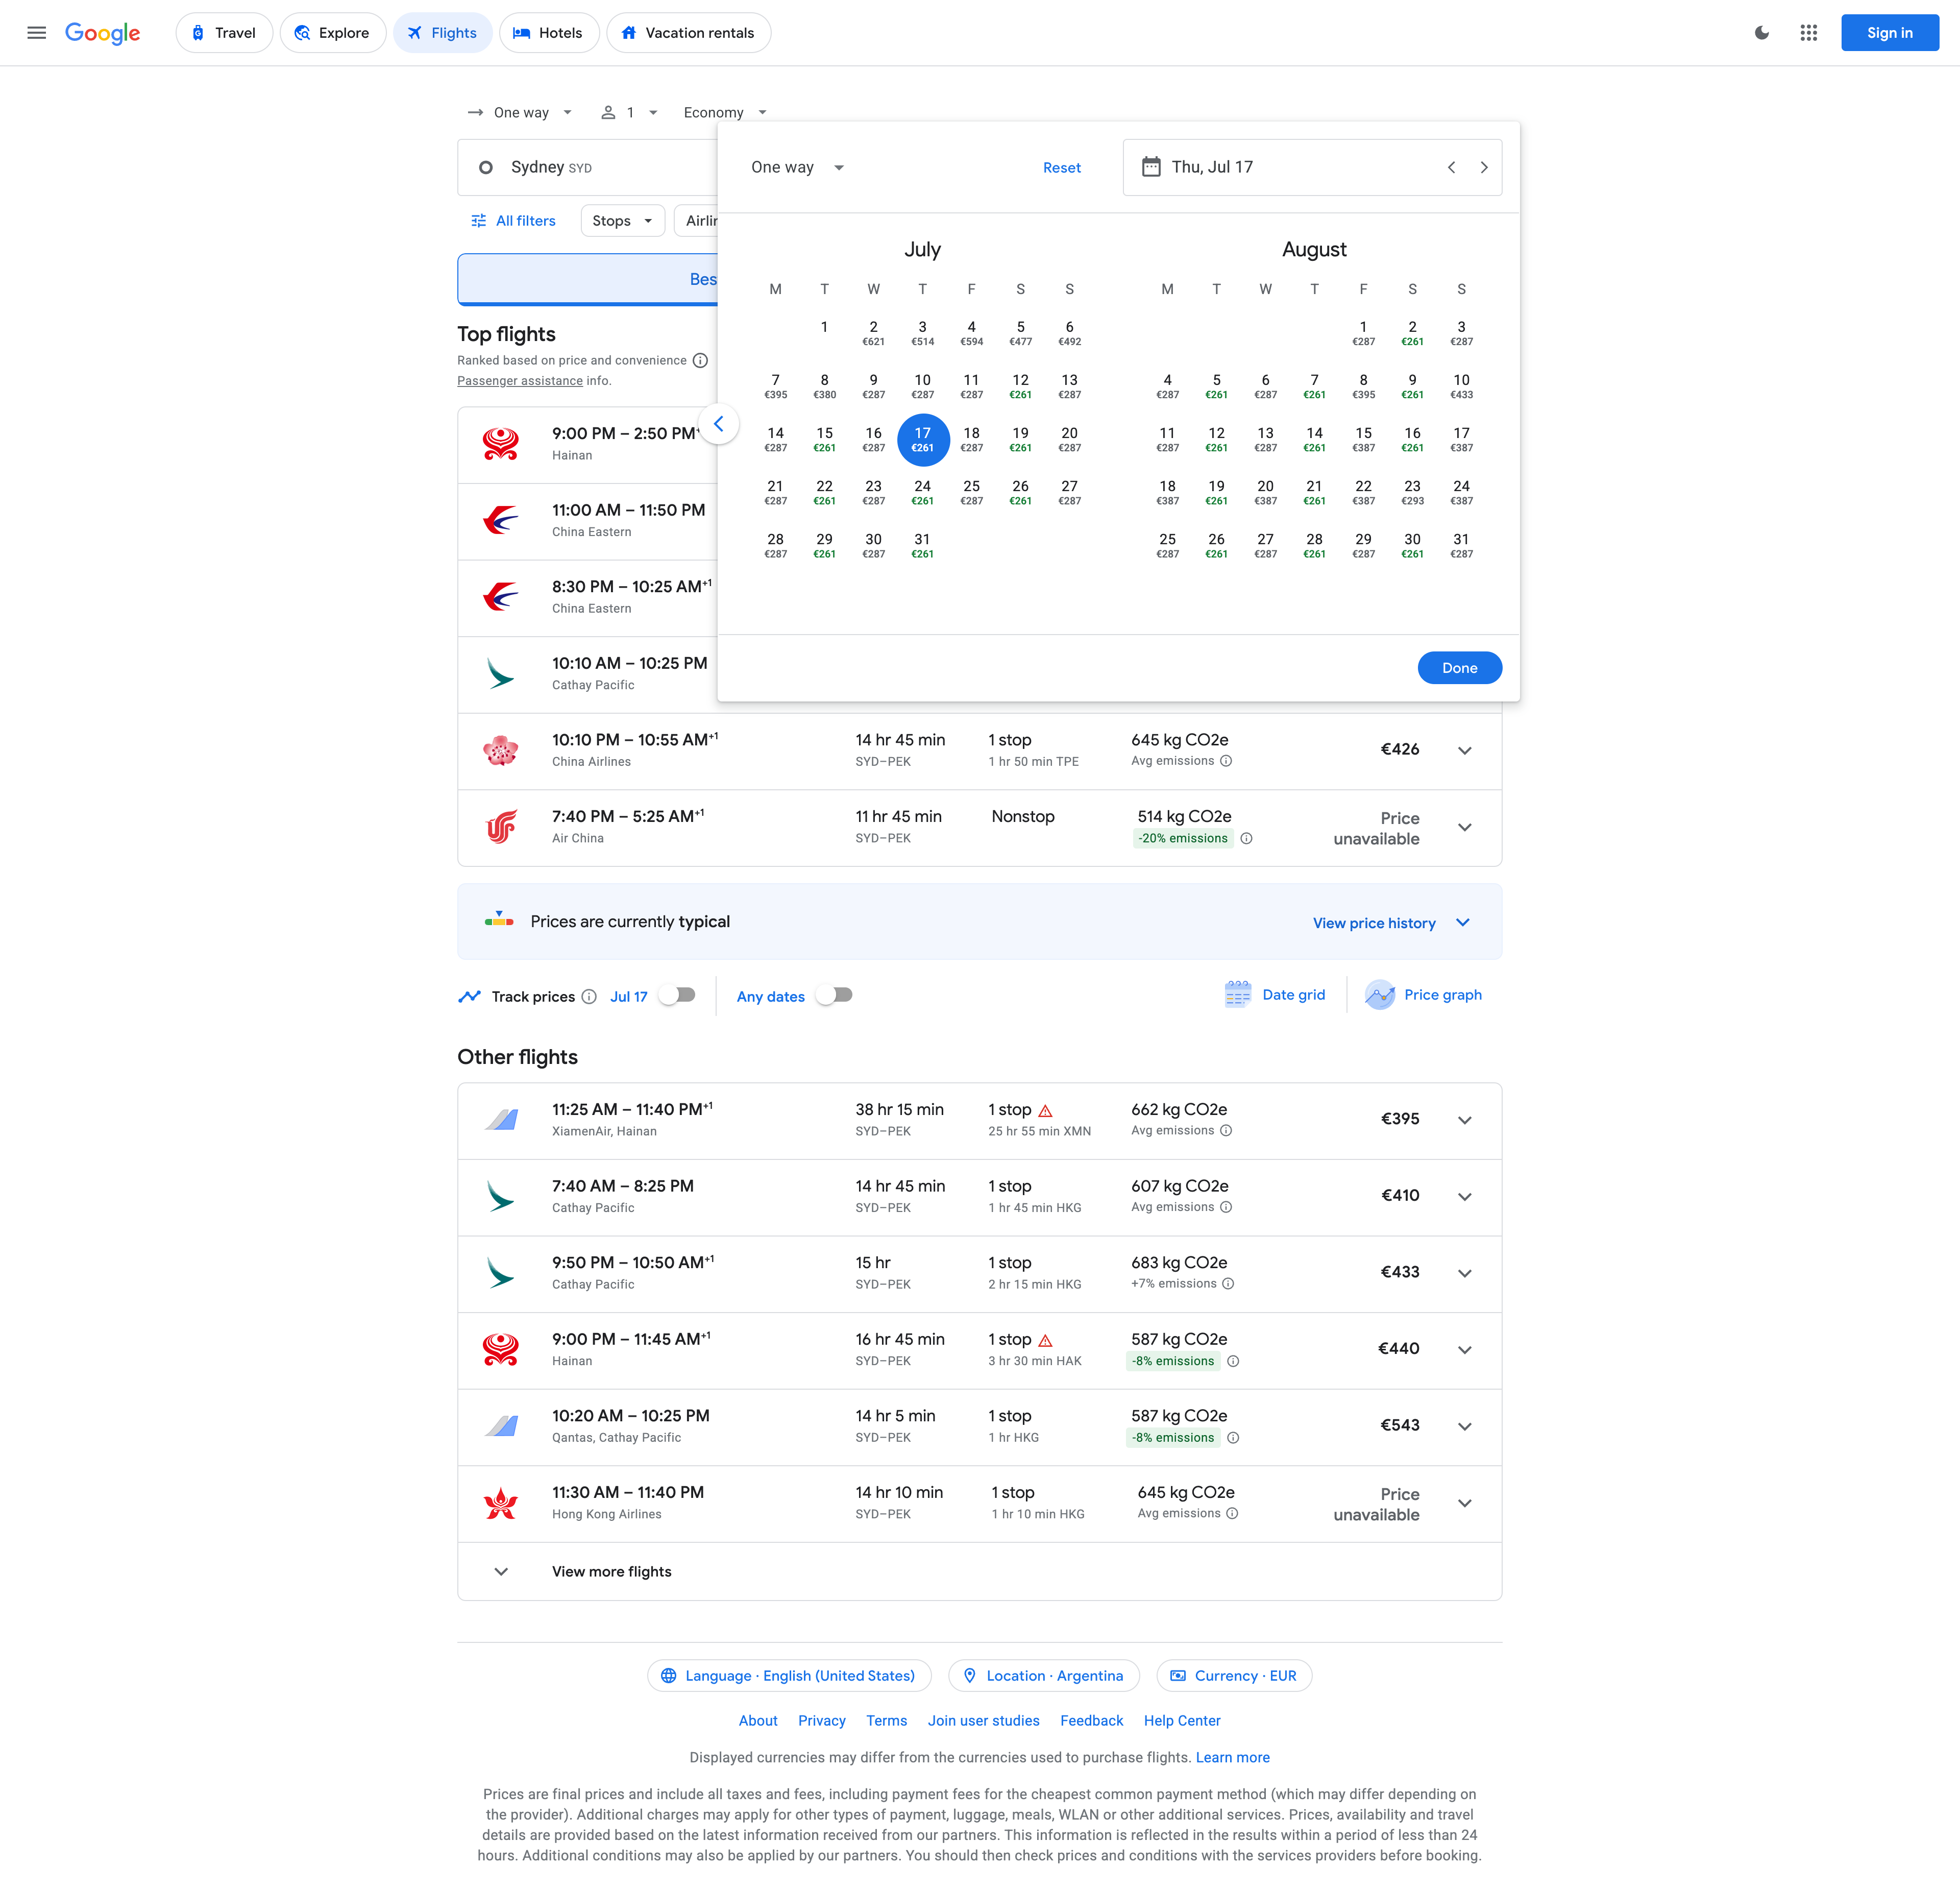 Google
Travel
Explore
Flights
Hotels
Vacation rentals
Sign in
One way
1
Economy
Sydney SYD
One way
Reset
Thu, Jul 17
All filters
Stops
July
August
M T W T F S S
M T W T F S S
1 2 3 4 5 6
€621 €514 €594 €477 €492
1 2 3
€287 €261 €287
7 8 9 10 11 12 13
€395 €380 €287 €287 €287 €261 €287
4 5 6 7 8 9 10
€287 €261 €287 €261 €395 €261 €433
14 15 16 17 18 19 20
€287 €261 €287 €261 €287 €261 €287
11 12 13 14 15 16 17
€287 €261 €287 €261 €387 €261 €387
21 22 23 24 25 26 27
€287 €261 €287 €261 €287 €261 €287
18 19 20 21 22 23 24
€387 €261 €387 €261 €387 €293 €387
28 29 30 31
€287 €261 €287 €261
25 26 27 28 29 30 31
€287 €261 €287 €261 €287 €261 €287
Done
Top flights
Ranked based on price and convenience
Passenger assistance info.
9:00 PM – 2:50 PM
Hainan
11:00 AM – 11:50 PM
China Eastern
8:30 PM – 10:25 AM+1
China Eastern
10:10 AM – 10:25 PM
Cathay Pacific
10:10 PM – 10:55 AM+1 14 hr 45 min 1 stop 645 kg CO2e €426
China Airlines SYD–PEK 1 hr 50 min TPE Avg emissions
7:40 PM – 5:25 AM+1 11 hr 45 min Nonstop 514 kg CO2e Price unavailable
Air China SYD–PEK -20% emissions
Prices are currently typical
View price history
Track prices Jul 17
Any dates
Date grid
Price graph
Other flights
11:25 AM – 11:40 PM+1 38 hr 15 min 1 stop 662 kg CO2e €395
XiamenAir, Hainan SYD–PEK 25 hr 55 min XMN Avg emissions
7:40 AM – 8:25 PM 14 hr 45 min 1 stop 607 kg CO2e €410
Cathay Pacific SYD–PEK 1 hr 45 min HKG Avg emissions
9:50 PM – 10:50 AM+1 15 hr 1 stop 683 kg CO2e €433
Cathay Pacific SYD–PEK 2 hr 15 min HKG +7% emissions
9:00 PM – 11:45 AM+1 16 hr 45 min 1 stop 587 kg CO2e €440
Hainan SYD–PEK 3 hr 30 min HAK -8% emissions
10:20 AM – 10:25 PM 14 hr 5 min 1 stop 587 kg CO2e €543
Qantas, Cathay Pacific SYD–PEK 1 hr HKG -8% emissions
11:30 AM – 11:40 PM 14 hr 10 min 1 stop 645 kg CO2e Price unavailable
Hong Kong Airlines SYD–PEK 1 hr 10 min HKG Avg emissions
View more flights
Language · English (United States)
Location · Argentina
Currency · EUR
About Privacy Terms Join user studies Feedback Help Center
Displayed currencies may differ from the currencies used to purchase flights. Learn more
Prices are final prices and include all taxes and fees, including payment fees for the cheapest common payment method (which may differ depending on
the provider). Additional charges may apply for other types of payment, luggage, meals, WLAN or other additional services. Prices, availability and travel
details are provided based on the latest information received from our partners. This information is reflected in the results within a period of less than 24
hours. Additional conditions may also be applied by our partners. You should then check prices and conditions with the services providers before booking.